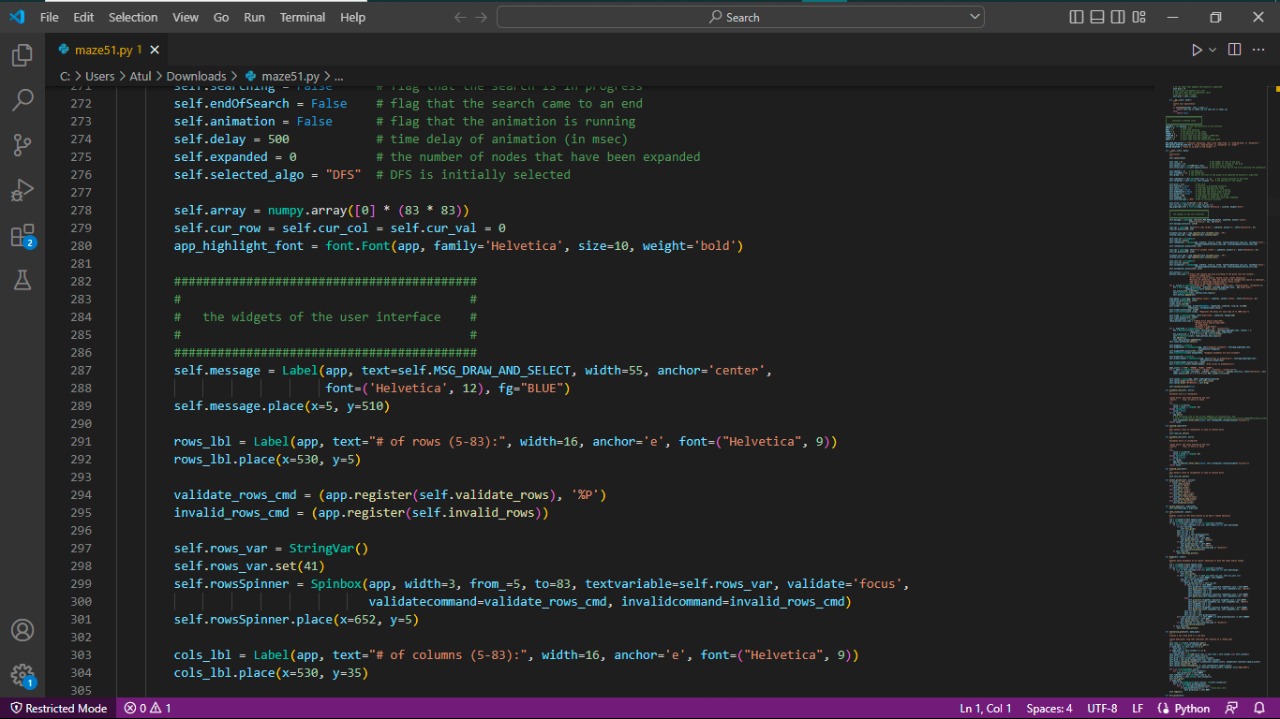 File Edit Selection View Go Run Terminal Help Search
maze51.py 1
C: > Users > Atul > Downloads > maze51.py > ...
271 self.searching = False # flag that the search is in progress
272 self.endOfSearch = False # flag that the search came to an end
273 self.animation = False # flag that the animation is running
274 self.delay = 500 # time delay of animation (in msec)
275 self.expanded = 0 # the number of nodes that have been expanded
276 self.selected_algo = "DFS" # DFS is initially selected
277
278 self.array = numpy.array([0] * (83 * 83))
279 self.cur_row = self.cur_col = self.cur_val = 0
280 app_highlight_font = font.Font(app, family='Helvetica', size=10, weight='bold')
281
282 ##########################################
283 # #
284 # the widgets of the user interface #
285 # #
286 ##########################################
287 self.message = Label(app, text=self.MSG_DRAW_AND_SELECT, width=55, anchor='center',
288 font=('Helvetica', 12), fg="BLUE")
289 self.message.place(x=5, y=510)
290
291 rows_lbl = Label(app, text="# of rows (5-83):", width=16, anchor='e', font=("Helvetica", 9))
292 rows_lbl.place(x=530, y=5)
293
294 validate_rows_cmd = (app.register(self.validate_rows), '%P')
295 invalid_rows_cmd = (app.register(self.invalid_rows))
296
297 self.rows_var = StringVar()
298 self.rows_var.set(41)
299 self.rowsSpinner = Spinbox(app, width=3, from_=5, to=83, textvariable=self.rows_var, validate='focus',
300 validatecommand=validate_rows_cmd, invalidcommand=invalid_rows_cmd)
301 self.rowsSpinner.place(x=652, y=5)
302
303 cols_lbl = Label(app, text="# of columns (5-83):", width=16, anchor='e', font=("Helvetica", 9))
304 cols_lbl.place(x=530, y=35)
305
2
1
Restricted Mode 0 1 Ln 1, Col 1 Spaces: 4 UTF-8 LF Python